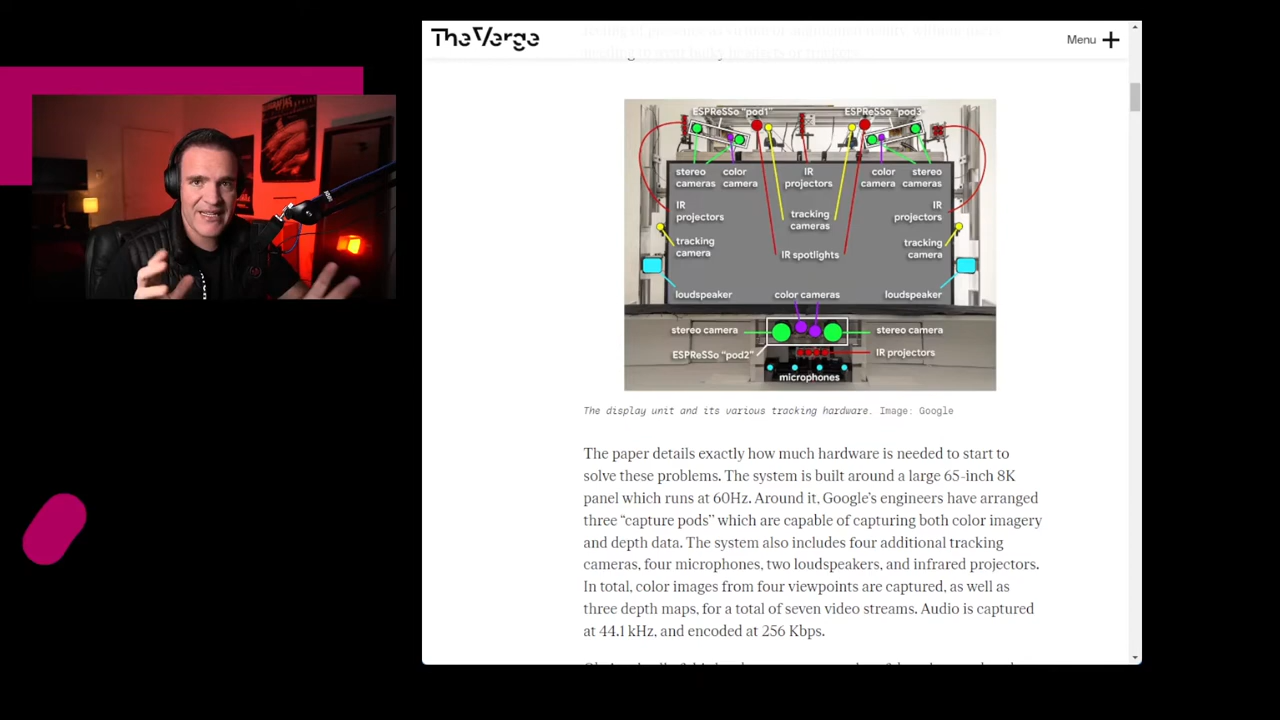 The Verge
Menu
ESPReSSo "pod1"
ESPReSSo "pod3"
stereo
cameras
color
camera
IR
projectors
color
camera
stereo
cameras
IR
projectors
tracking
cameras
IR
projectors
tracking
camera
IR spotlights
tracking
camera
loudspeaker
color cameras
loudspeaker
stereo camera
stereo camera
ESPReSSo "pod2"
IR projectors
microphones
The display unit and its various tracking hardware. Image: Google
The paper details exactly how much hardware is needed to start to
solve these problems. The system is built around a large 65-inch 8K
panel which runs at 60Hz. Around it, Google's engineers have arranged
three “capture pods” which are capable of capturing both color imagery
and depth data. The system also includes four additional tracking
cameras, four microphones, two loudspeakers, and infrared projectors.
In total, color images from four viewpoints are captured, as well as
three depth maps, for a total of seven video streams. Audio is captured
at 44.1 kHz, and encoded at 256 Kbps.